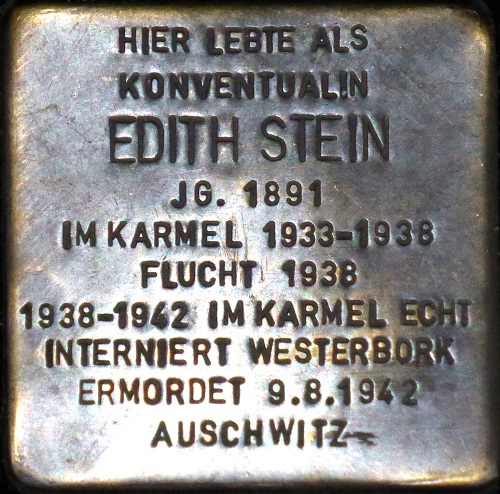 HIER LEBTE ALS
KONVENTUALIN
EDITH STEIN
JG. 1891
IM KARMEL 1933-1938
FLUCHT 1938
1938-1942 IM KARMEL ECHT
INTERNIERT WESTERBORK
ERMORDET 9.8.1942
AUSCHWITZ